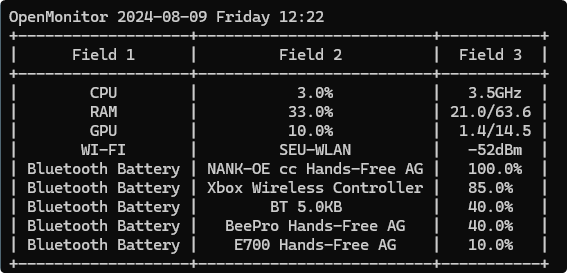 OpenMonitor 2024-08-09 Friday 12:22
Field 1 | Field 2 | Field 3
CPU | 3.0% | 3.5GHz
RAM | 33.0% | 21.0/63.6
GPU | 10.0% | 1.4/14.5
WI-FI | SEU-WLAN | -52dBm
Bluetooth Battery | NANK-OE cc Hands-Free AG | 100.0%
Bluetooth Battery | Xbox Wireless Controller | 85.0%
Bluetooth Battery | BT 5.0KB | 40.0%
Bluetooth Battery | BeePro Hands-Free AG | 40.0%
Bluetooth Battery | E700 Hands-Free AG | 10.0%